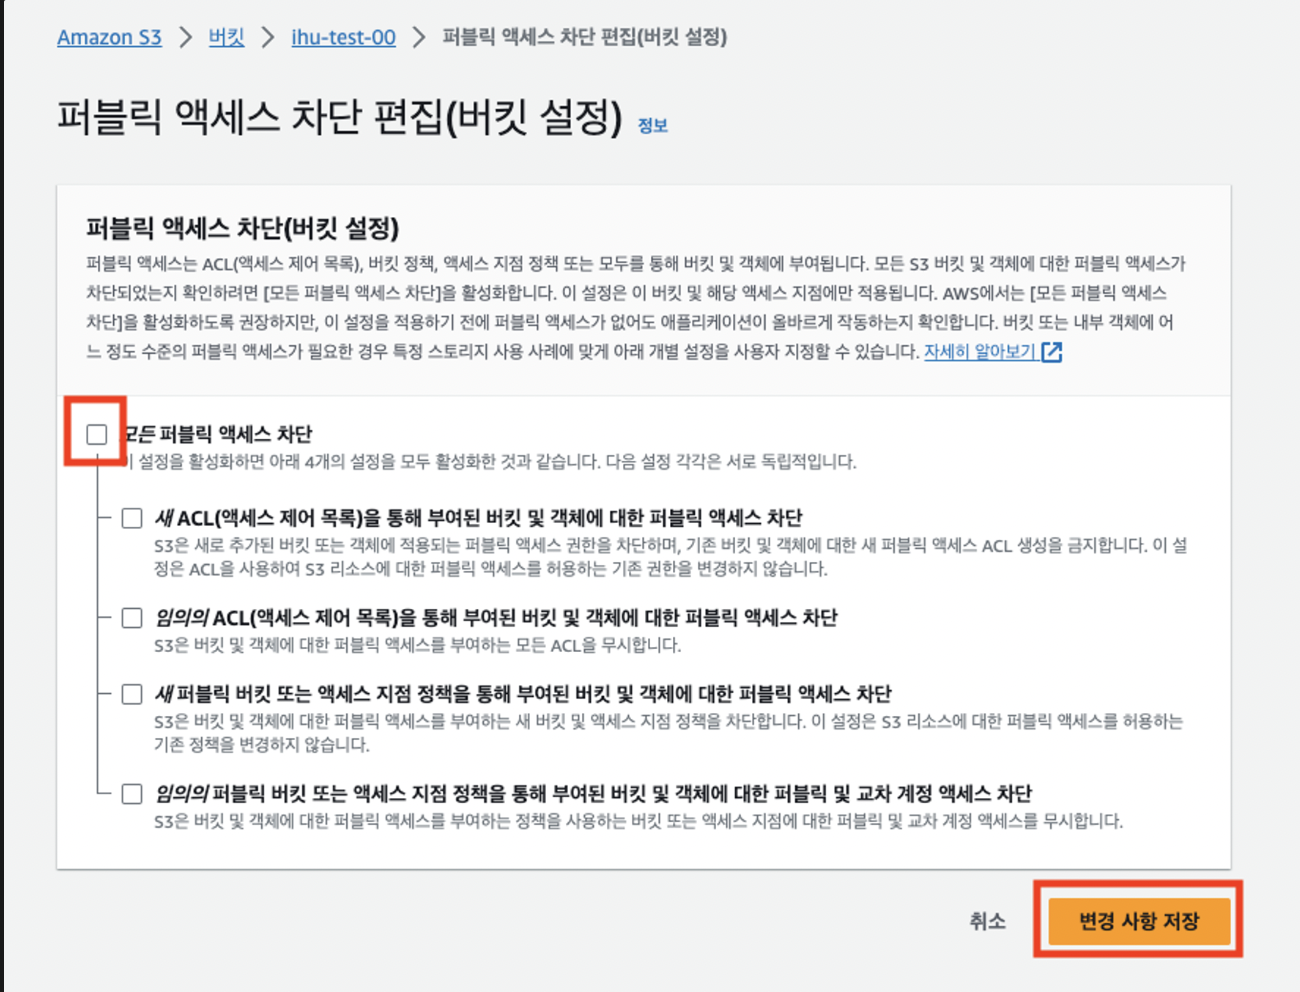 Amazon S3 > 버킷 > ihu-test-00 > 퍼블릭 액세스 차단 편집(버킷 설정)
퍼블릭 액세스 차단 편집(버킷 설정) 정보
퍼블릭 액세스 차단(버킷 설정)
퍼블릭 액세스는 ACL(액세스 제어 목록), 버킷 정책, 액세스 지점 정책 또는 모두를 통해 버킷 및 객체에 부여됩니다. 모든 S3 버킷 및 객체에 대한 퍼블릭 액세스가
차단되었는지 확인하려면 [모든 퍼블릭 액세스 차단]을 활성화합니다. 이 설정은 이 버킷 및 해당 액세스 지점에만 적용됩니다. AWS에서는 [모든 퍼블릭 액세스
차단]을 활성화하도록 권장하지만, 이 설정을 적용하기 전에 퍼블릭 액세스가 없어도 애플리케이션이 올바르게 작동하는지 확인합니다. 버킷 또는 내부 객체에 어
느 정도 수준의 퍼블릭 액세스가 필요한 경우 특정 스토리지 사용 사례에 맞게 아래 개별 설정을 사용자 지정할 수 있습니다. 자세히 알아보기
모든 퍼블릭 액세스 차단
이 설정을 활성화하면 아래 4개의 설정을 모두 활성화한 것과 같습니다. 다음 설정 각각은 서로 독립적입니다.
새 ACL(액세스 제어 목록)을 통해 부여된 버킷 및 객체에 대한 퍼블릭 액세스 차단
S3은 새로 추가된 버킷 또는 객체에 적용되는 퍼블릭 액세스 권한을 차단하며, 기존 버킷 및 객체에 대한 새 퍼블릭 액세스 ACL 생성을 금지합니다. 이 설
정은 ACL을 사용하여 S3 리소스에 대한 퍼블릭 액세스를 허용하는 기존 권한을 변경하지 않습니다.
임의의 ACL(액세스 제어 목록)을 통해 부여된 버킷 및 객체에 대한 퍼블릭 액세스 차단
S3은 버킷 및 객체에 대한 퍼블릭 액세스를 부여하는 모든 ACL을 무시합니다.
새 퍼블릭 버킷 또는 액세스 지점 정책을 통해 부여된 버킷 및 객체에 대한 퍼블릭 액세스 차단
S3은 버킷 및 객체에 대한 퍼블릭 액세스를 부여하는 새 버킷 및 액세스 지점 정책을 차단합니다. 이 설정은 S3 리소스에 대한 퍼블릭 액세스를 허용하는
기존 정책을 변경하지 않습니다.
임의의 퍼블릭 버킷 또는 액세스 지점 정책을 통해 부여된 버킷 및 객체에 대한 퍼블릭 및 교차 계정 액세스 차단
S3은 버킷 및 객체에 대한 퍼블릭 액세스를 부여하는 정책을 사용하는 버킷 또는 액세스 지점에 대한 퍼블릭 및 교차 계정 액세스를 무시합니다.
취소
변경 사항 저장